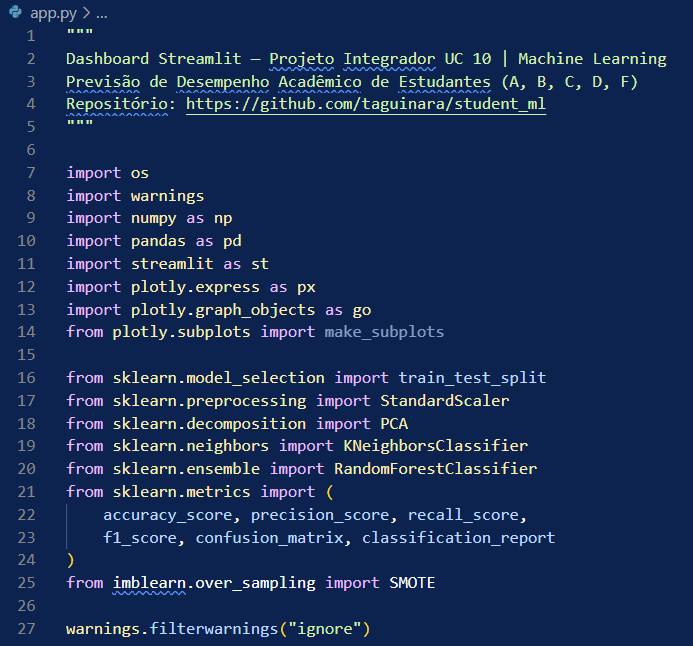 app.py > ...
1 """
2 Dashboard Streamlit — Projeto Integrador UC 10 | Machine Learning
3 Previsão de Desempenho Acadêmico de Estudantes (A, B, C, D, F)
4 Repositório: https://github.com/taguinara/student_ml
5 """
6
7 import os
8 import warnings
9 import numpy as np
10 import pandas as pd
11 import streamlit as st
12 import plotly.express as px
13 import plotly.graph_objects as go
14 from plotly.subplots import make_subplots
15
16 from sklearn.model_selection import train_test_split
17 from sklearn.preprocessing import StandardScaler
18 from sklearn.decomposition import PCA
19 from sklearn.neighbors import KNeighborsClassifier
20 from sklearn.ensemble import RandomForestClassifier
21 from sklearn.metrics import (
22     accuracy_score, precision_score, recall_score,
23     f1_score, confusion_matrix, classification_report
24 )
25 from imblearn.over_sampling import SMOTE
26
27 warnings.filterwarnings("ignore")